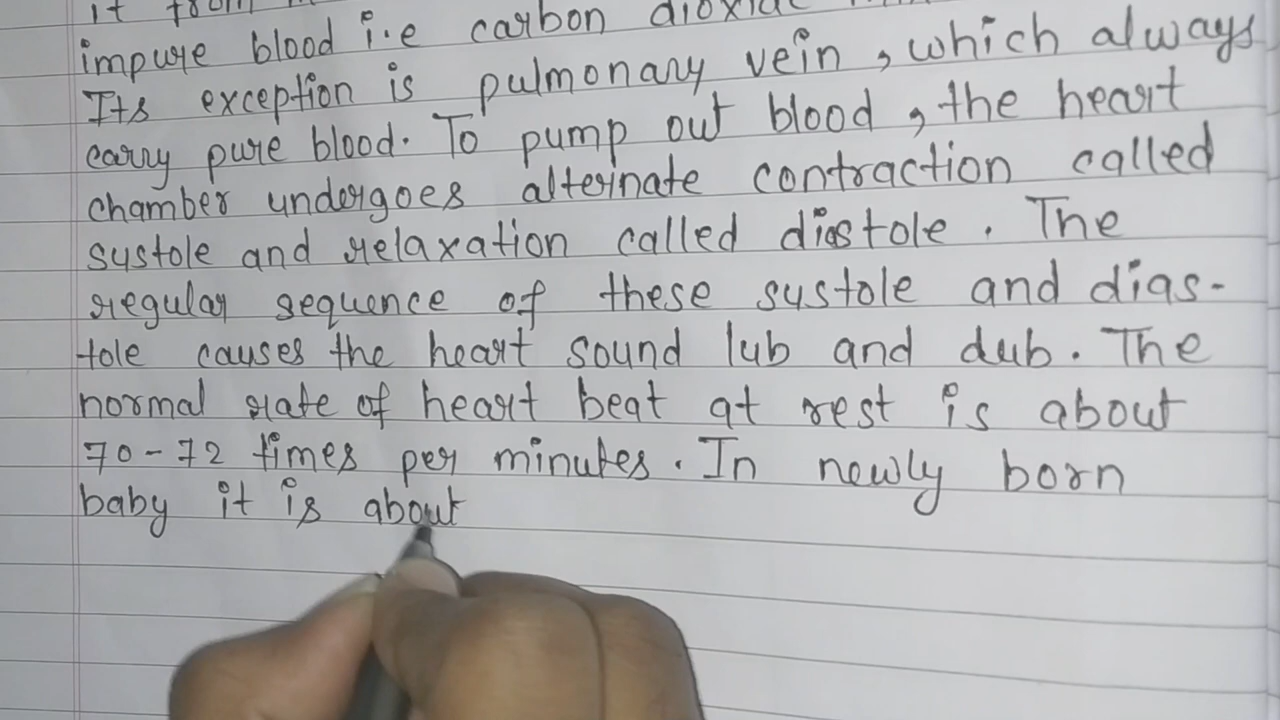 it from
impure blood i.e carbon dioxide
Its exception is pulmonary vein, which always
carry pure blood. To pump out blood, the heart
chamber undergoes alternate contraction called
systole and relaxation called diastole. The
regular sequence of these systole and dias-
tole causes the heart sound lub and dub. The
normal rate of heart beat at rest is about
70-72 times per minutes. In newly born
baby it is about